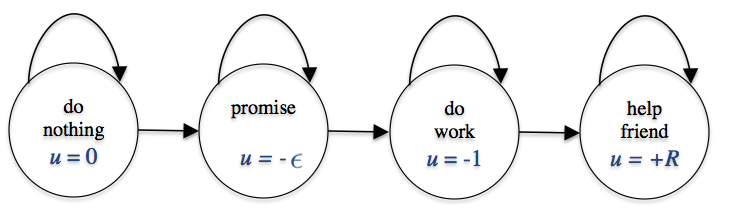 do
nothing
u = 0
promise
u = - ϵ
do
work
u = -1
help
friend
u = +R